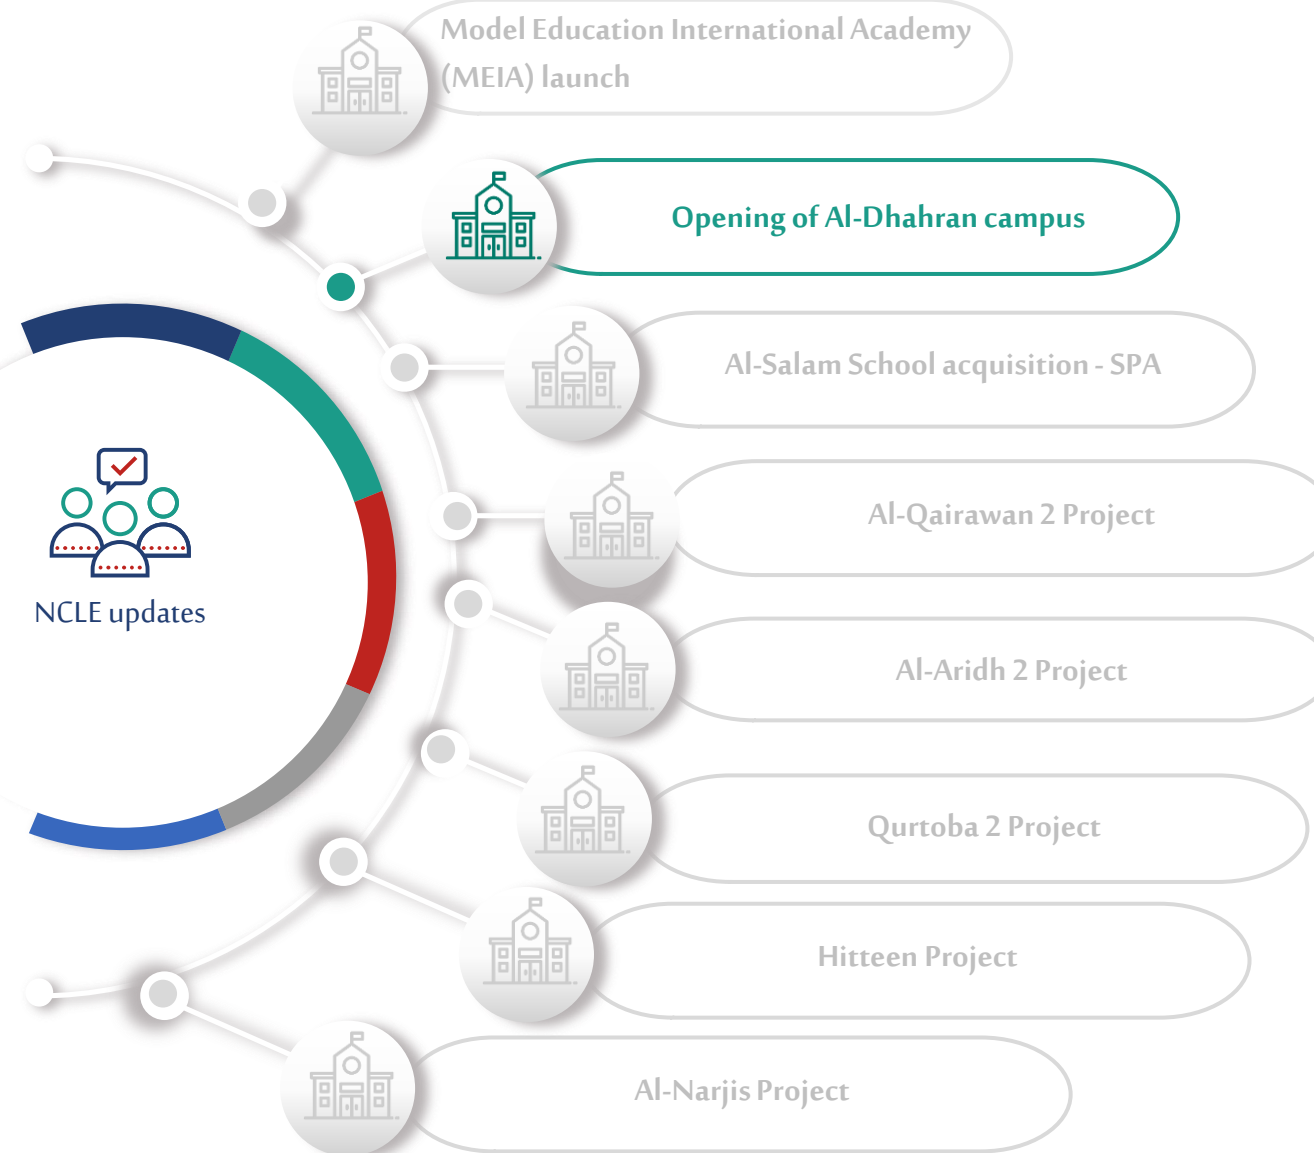 Model Education International Academy
(MEIA) launch
Opening of Al-Dhahran campus
Al-Salam School acquisition - SPA
Al-Qairawan 2 Project
NCLE updates
Al-Aridh 2 Project
Qurtoba 2 Project
Hitteen Project
Al-Narjis Project